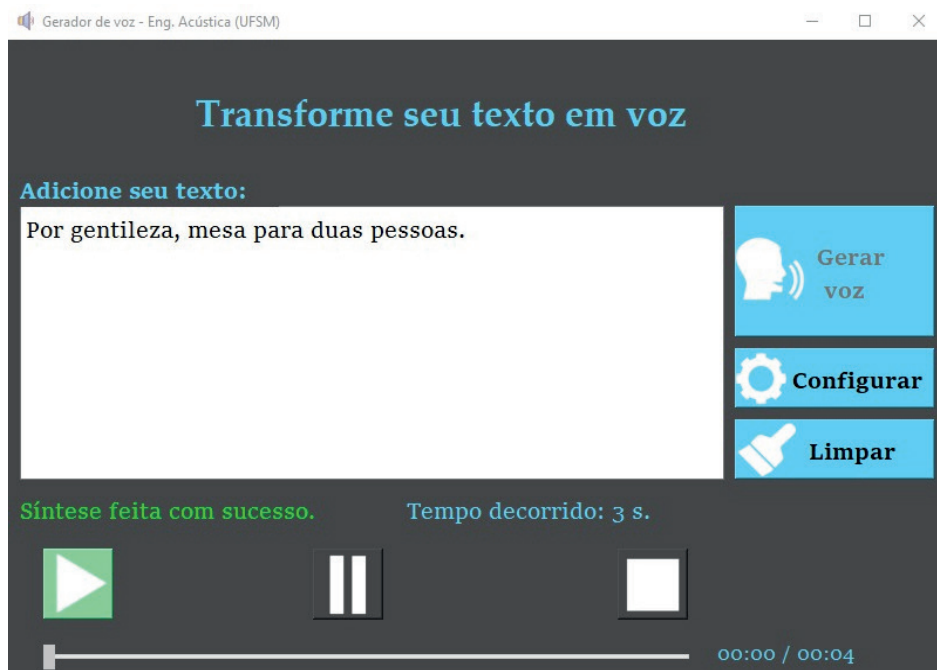 Gerador de voz - Eng. Acústica (UFSM)
Transforme seu texto em voz
Adicione seu texto:
Por gentileza, mesa para duas pessoas.
Gerar
voz
Configurar
Limpar
Síntese feita com sucesso. Tempo decorrido: 3 s.
00:00 / 00:04